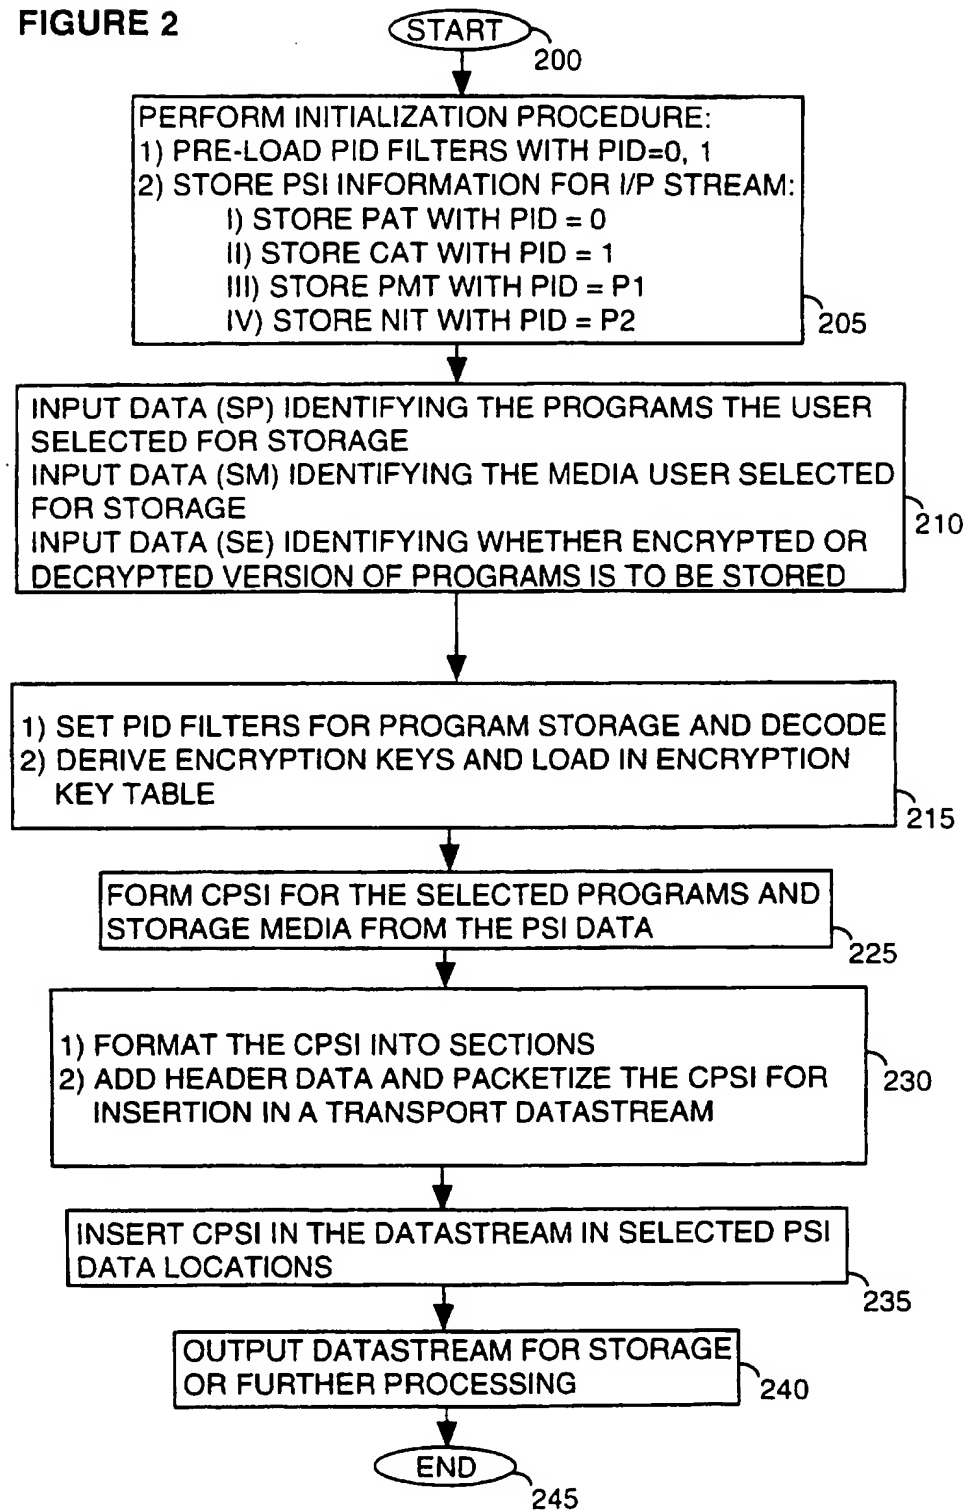 FIGURE 2
START
200
PERFORM INITIALIZATION PROCEDURE:
1) PRE-LOAD PID FILTERS WITH PID=0, 1
2) STORE PSI INFORMATION FOR I/P STREAM:
I) STORE PAT WITH PID = 0
II) STORE CAT WITH PID = 1
III) STORE PMT WITH PID = P1
IV) STORE NIT WITH PID = P2
205
INPUT DATA (SP) IDENTIFYING THE PROGRAMS THE USER
SELECTED FOR STORAGE
INPUT DATA (SM) IDENTIFYING THE MEDIA USER SELECTED
FOR STORAGE
INPUT DATA (SE) IDENTIFYING WHETHER ENCRYPTED OR
DECRYPTED VERSION OF PROGRAMS IS TO BE STORED
210
1) SET PID FILTERS FOR PROGRAM STORAGE AND DECODE
2) DERIVE ENCRYPTION KEYS AND LOAD IN ENCRYPTION
KEY TABLE
215
FORM CPSI FOR THE SELECTED PROGRAMS AND
STORAGE MEDIA FROM THE PSI DATA
225
1) FORMAT THE CPSI INTO SECTIONS
2) ADD HEADER DATA AND PACKETIZE THE CPSI FOR
INSERTION IN A TRANSPORT DATASTREAM
230
INSERT CPSI IN THE DATASTREAM IN SELECTED PSI
DATA LOCATIONS
235
OUTPUT DATASTREAM FOR STORAGE
OR FURTHER PROCESSING
240
END
245